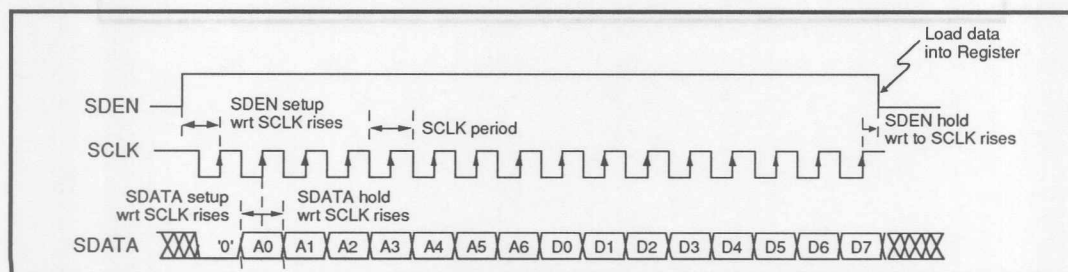 Load data
into Register
SDEN
SDEN setup
wrt SCLK rises
SCLK period
SDEN hold
wrt to SCLK rises
SCLK
SDATA setup
wrt SCLK rises
SDATA hold
wrt SCLK rises
SDATA
'0' A0 A1 A2 A3 A4 A5 A6 D0 D1 D2 D3 D4 D5 D6 D7